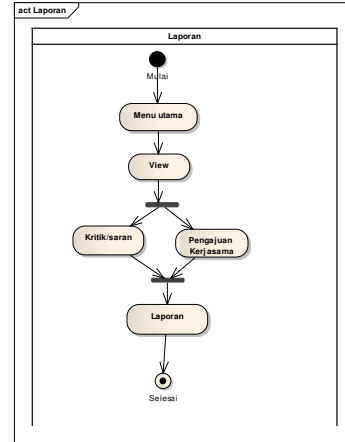 act Laporan
Laporan
Mulai
Menu utama
View
Kritik/saran
Pengajuan
Kerjasama
Laporan
Selesai